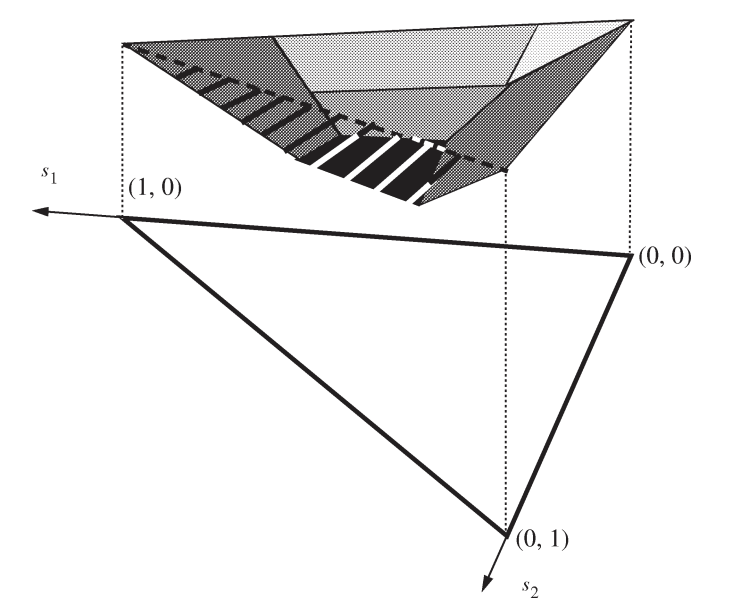 s₁
(1, 0)
(0, 0)
(0, 1)
s₂